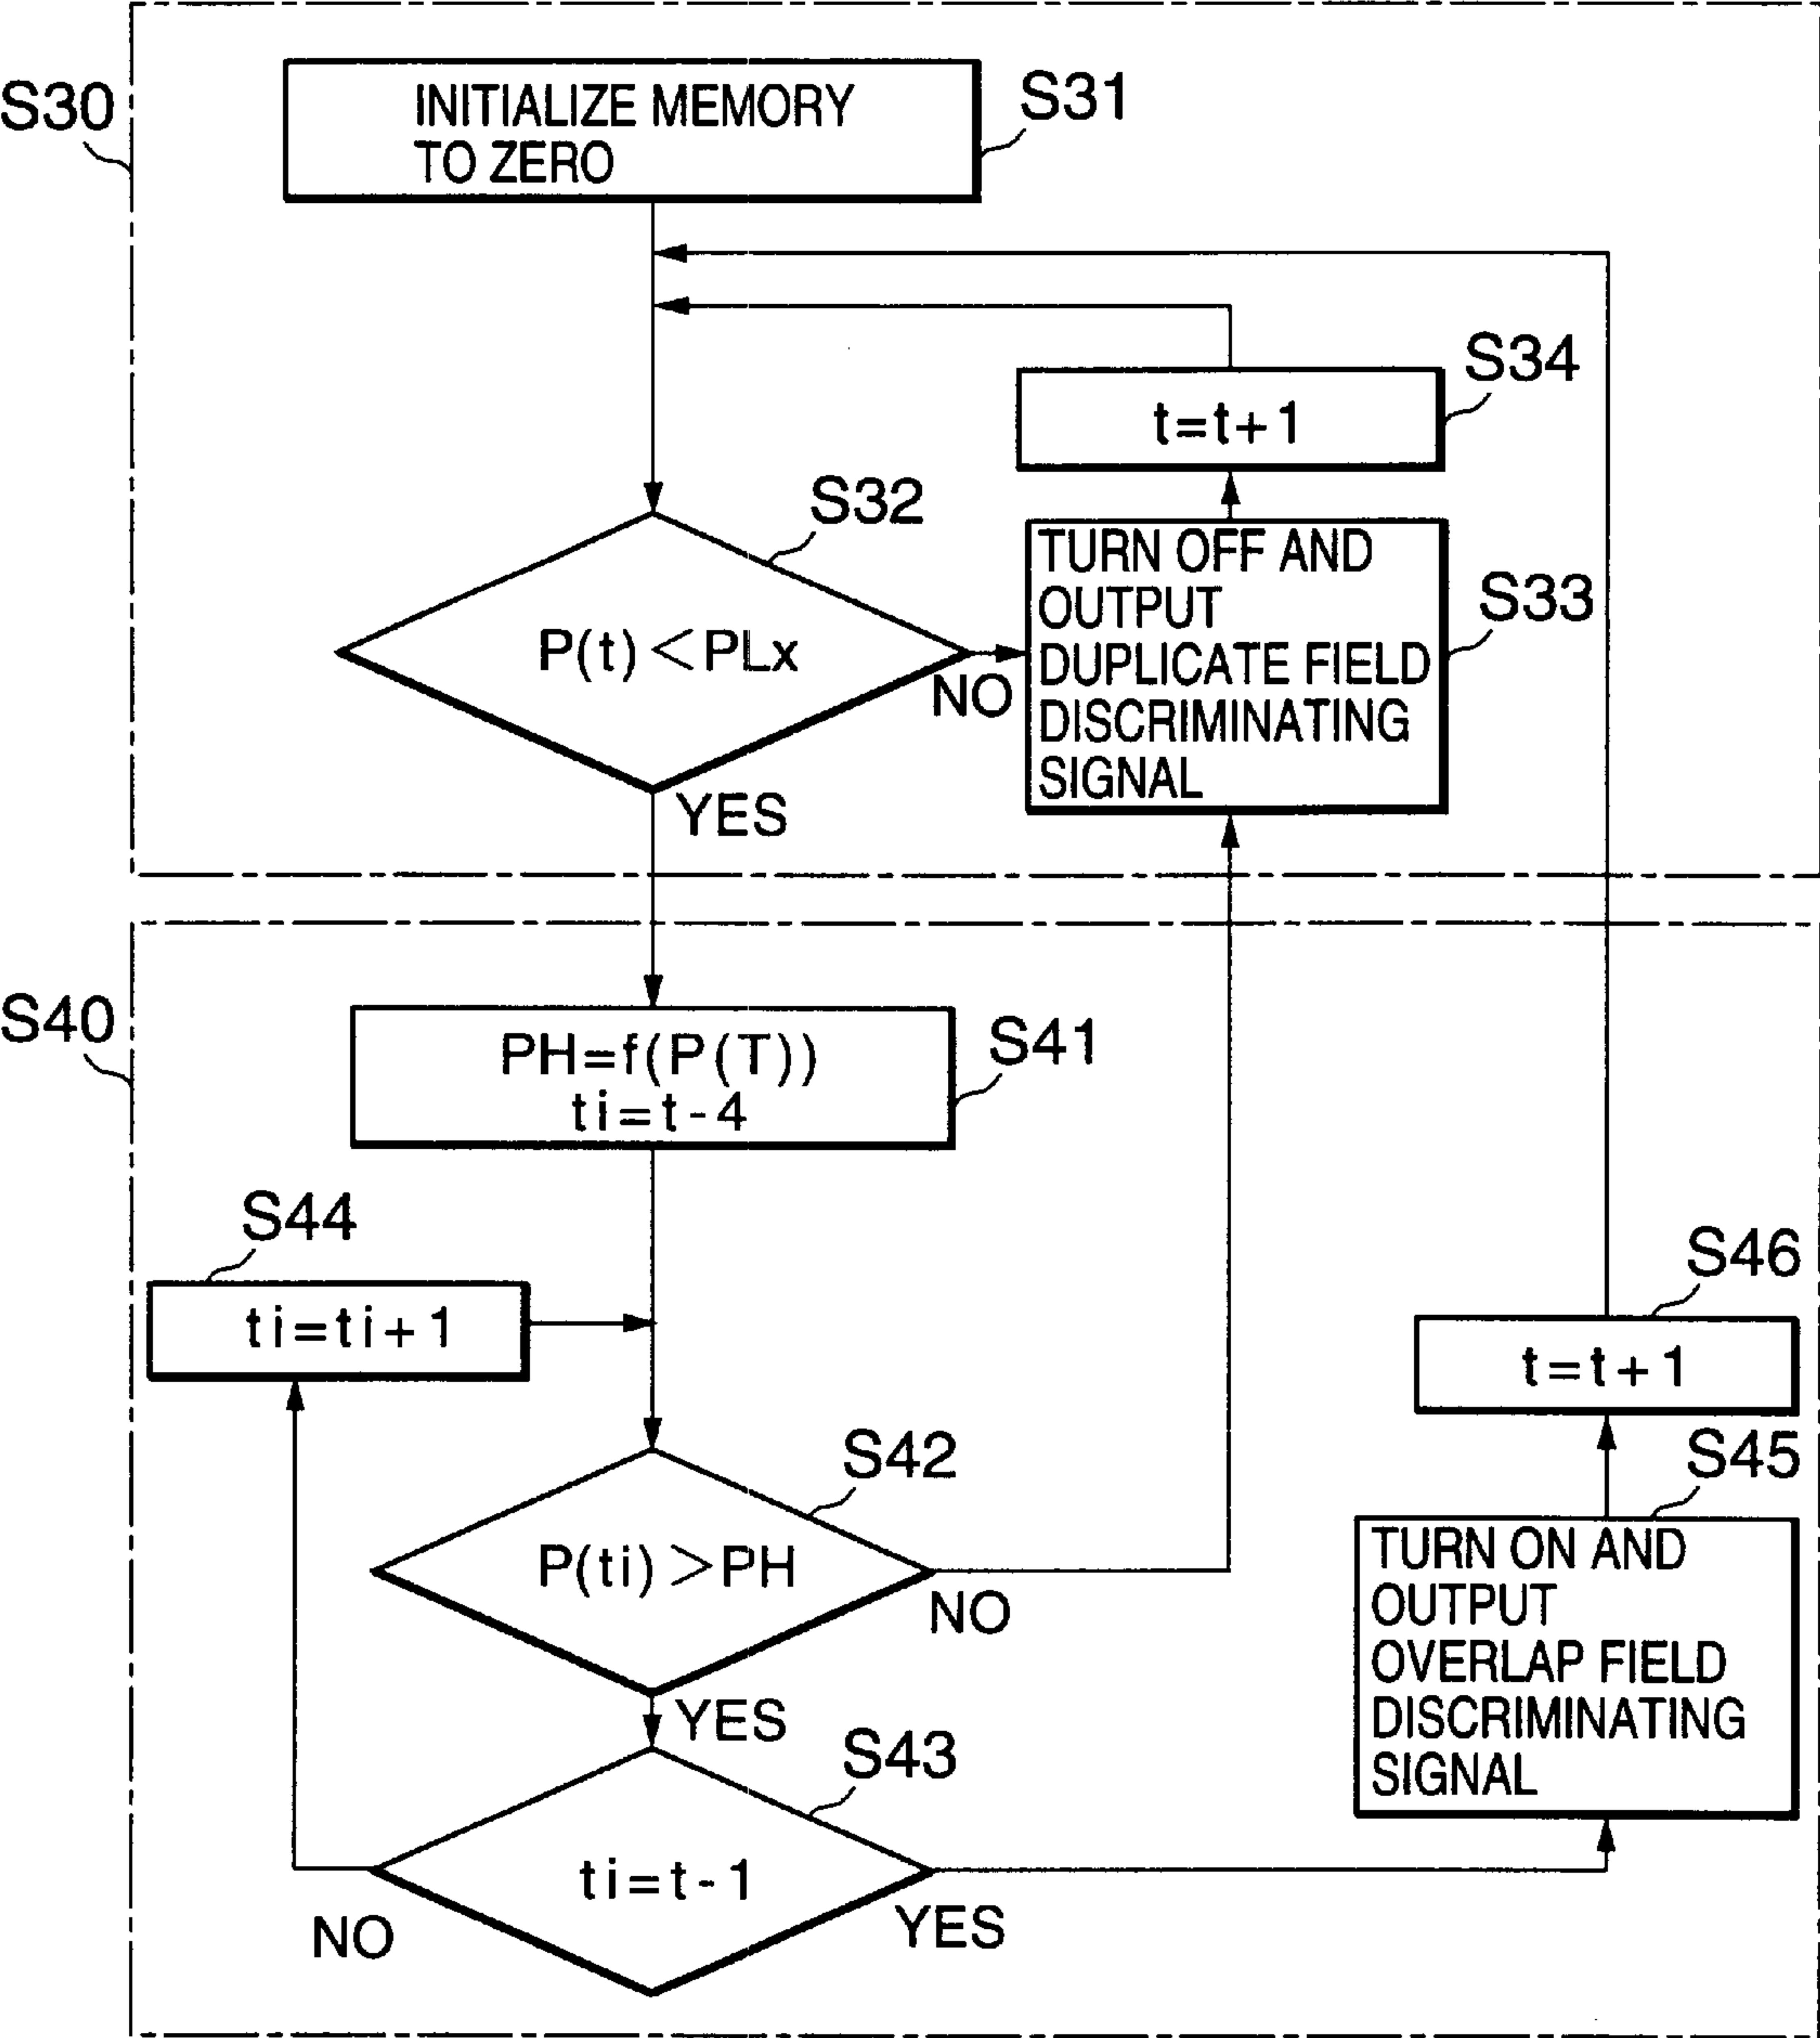 S30
INITIALIZE MEMORY
TO ZERO
S31
S34
t=t+1
S32
P(t)<PLx
NO
YES
TURN OFF AND
OUTPUT
DUPLICATE FIELD
DISCRIMINATING
SIGNAL
S33
S40
PH=f(P(T))
ti=t-4
S41
S44
ti=ti+1
S46
t=t+1
S42
P(ti)>PH
NO
YES
S45
TURN ON AND
OUTPUT
OVERLAP FIELD
DISCRIMINATING
SIGNAL
S43
ti=t-1
NO
YES